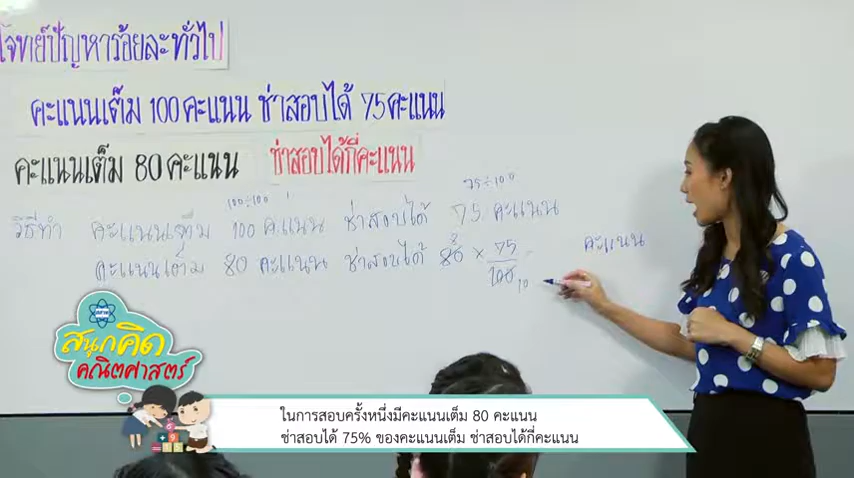 โจทย์ปัญหาร้อยละทั่วไป
คะแนนเต็ม 100 คะแนน ช่าสอบได้ 75 คะแนน
คะแนนเต็ม 80 คะแนน ช่าสอบได้กี่คะแนน
100÷100 75÷100
วิธีทำ คะแนนเต็ม 100 คะแนน ช่าสอบได้ 75 คะแนน
คะแนนเต็ม 80 คะแนน ช่าสอบได้ 80 × 75 คะแนน
8 100 10
สนุกคิด
คณิตศาสตร์
ในการสอบครั้งหนึ่งมีคะแนนเต็ม 80 คะแนน
ช่าสอบได้ 75% ของคะแนนเต็ม ช่าสอบได้กี่คะแนน